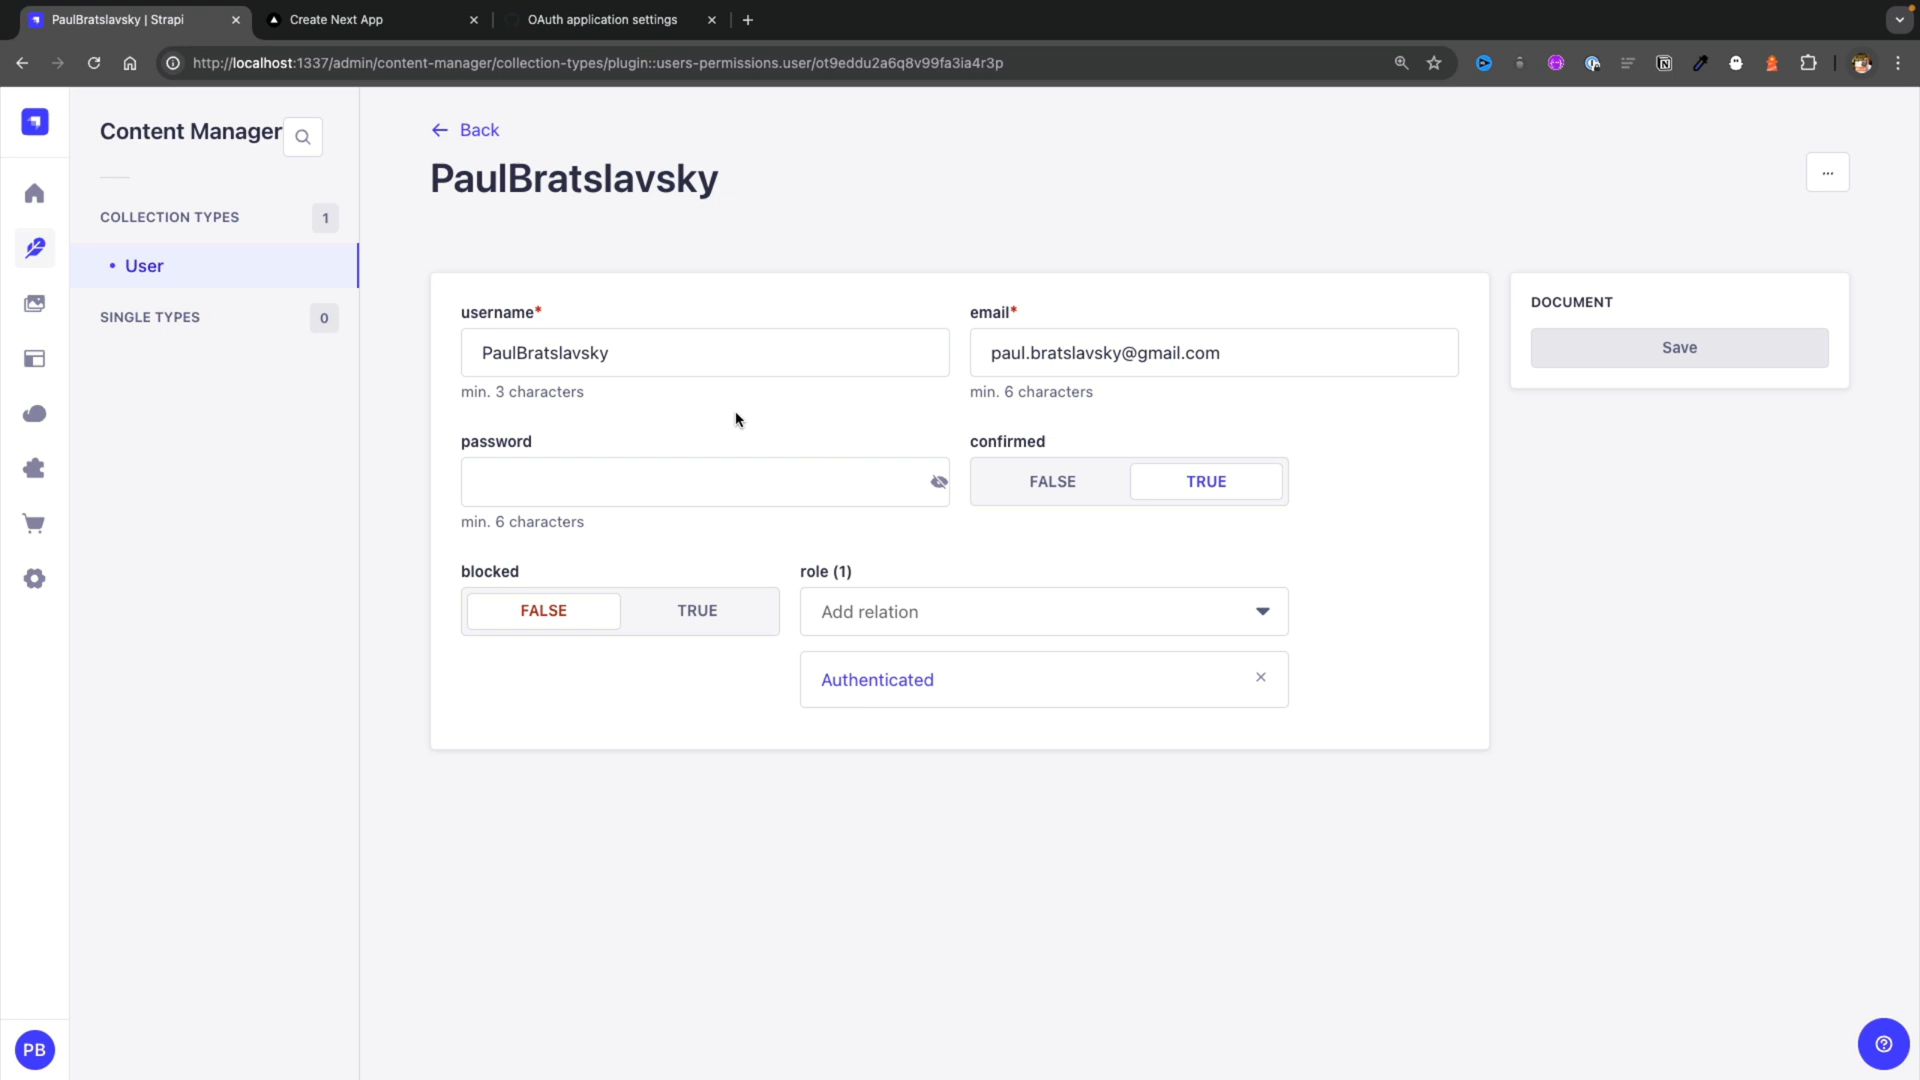 PaulBratslavsky | Strapi
Create Next App
OAuth application settings
http://localhost:1337/admin/content-manager/collection-types/plugin::users-permissions.user/ot9eddu2a6q8v99fa3ia4r3p
Content Manager
COLLECTION TYPES 1
User
SINGLE TYPES 0
PB
Back
PaulBratslavsky
...
username*
PaulBratslavsky
min. 3 characters
email*
paul.bratslavsky@gmail.com
min. 6 characters
password
min. 6 characters
confirmed
FALSE TRUE
blocked
FALSE TRUE
role (1)
Add relation
Authenticated
DOCUMENT
Save